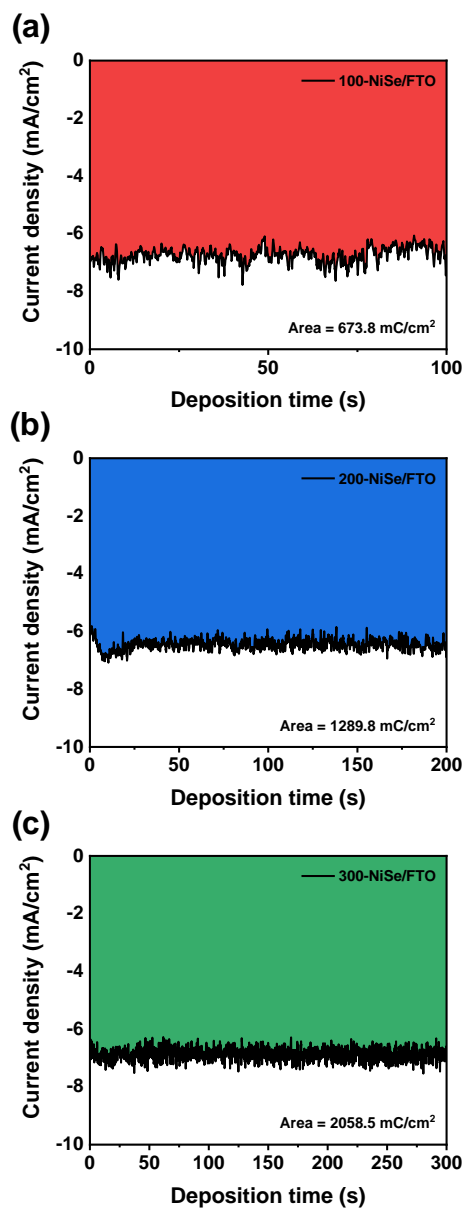 (a)
Current density (mA/cm²)
0
-2
-4
-6
-8
-10
100-NiSe/FTO
Area = 673.8 mC/cm²
0
50
100
Deposition time (s)
(b)
Current density (mA/cm²)
0
-2
-4
-6
-8
-10
200-NiSe/FTO
Area = 1289.8 mC/cm²
0
50
100
150
200
Deposition time (s)
(c)
Current density (mA/cm²)
0
-2
-4
-6
-8
-10
300-NiSe/FTO
Area = 2058.5 mC/cm²
0
50
100
150
200
250
300
Deposition time (s)